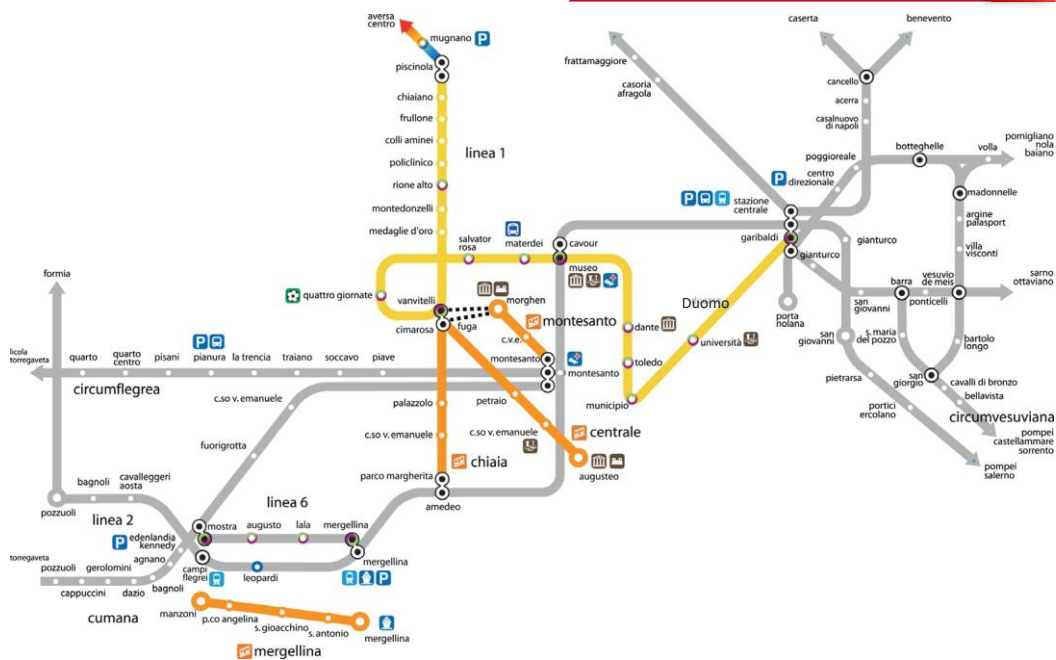 aversa
centro
mugnano
P
piscinola
chiaiano
frullone
colli aminei
policlinico
linea 1
rione alto
montedonzelli
medaglie d'oro
caserta
benevento
frattamaggiore
casoria
afragola
cancello
acerra
casalnuovo
di napoli
pomigliano
nola
baiano
botteghelle
volla
poggioreale
centro
direzionale
P
P
stazione
centrale
madonnelle
argine
palasport
garibaldi
gianturco
gianturco
villa
visconti
salvator
rosa
materdei
cavour
museo
formia
quattro giornate
vanvitelli
morghen
cimarosa
fuga
montesanto
c.v.e.
Duomo
dante
università
toledo
municipio
porta
nolana
san
giovanni
barra
ponticelli
vesuvio
de meis
sarno
ottaviano
san
giovanni
s. maria
del pozzo
bartolo
longo
san
giorgio
cavalli di bronzo
bellavista
pietrarsa
portici
ercolano
circumvesuviana
pompei
castellammare
sorrento
pompei
salerno
licola
torregaveta
quarto
quarto
centro
pisani
P
pianura
la trencia
traiano
soccavo
piave
montesanto
montesanto
circumflegrea
c.so v. emanuele
palazzolo
petraio
fuorigrotta
c.so v. emanuele
c.so v. emanuele
centrale
chiaia
augusteo
parco margherita
amedeo
bagnoli
cavalleggeri
aosta
pozzuoli
linea 2
linea 6
mostra
augusto
lala
mergellina
P
edenlandia
kennedy
agnano
torregaveta
pozzuoli
gerolomini
cappuccini
dazio
bagnoli
campi
flegrei
leopardi
mergellina
P
cumana
manzoni
p.co angelina
s. gioacchino
s. antonio
mergellina
mergellina